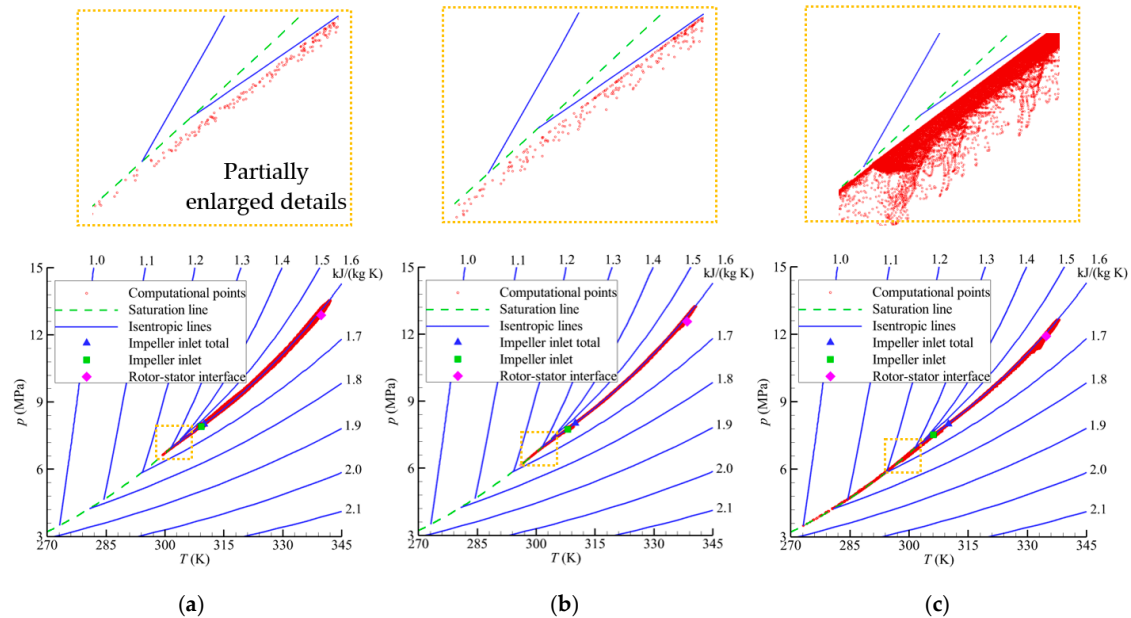 Partially
enlarged details
15
12
9
6
3
p (MPa)
1.0
1.1
1.2
1.3
1.4
1.5
1.6
kJ/(kg K)
Computational points
Saturation line
Isentropic lines
Impeller inlet total
Impeller inlet
Rotor-stator interface
1.7
1.8
1.9
2.0
2.1
270 285 300 315 330 345
T (K)
(a)
15
12
9
6
3
p (MPa)
1.0
1.1
1.2
1.3
1.4
1.5
1.6
kJ/(kg K)
Computational points
Saturation line
Isentropic lines
Impeller inlet total
Impeller inlet
Rotor-stator interface
1.7
1.8
1.9
2.0
2.1
270 285 300 315 330 345
T (K)
(b)
15
12
9
6
3
p (MPa)
1.0
1.1
1.2
1.3
1.4
1.5
1.6
kJ/(kg K)
Computational points
Saturation line
Isentropic lines
Impeller inlet total
Impeller inlet
Rotor-stator interface
1.7
1.8
1.9
2.0
2.1
270 285 300 315 330 345
T (K)
(c)